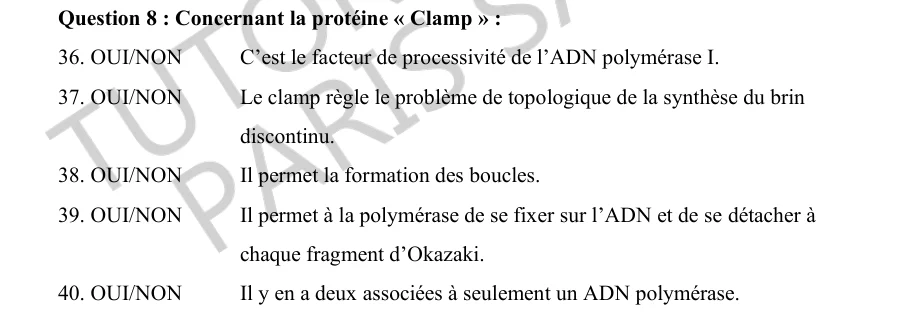 Question 8 : Concernant la protéine « Clamp » :
36. OUI/NON C’est le facteur de processivité de l’ADN polymérase I.
37. OUI/NON Le clamp règle le problème de topologique de la synthèse du brin
discontinu.
38. OUI/NON Il permet la formation des boucles.
39. OUI/NON Il permet à la polymérase de se fixer sur l’ADN et de se détacher à
chaque fragment d’Okazaki.
40. OUI/NON Il y en a deux associées à seulement un ADN polymérase.
TUTOR
PARIS SA